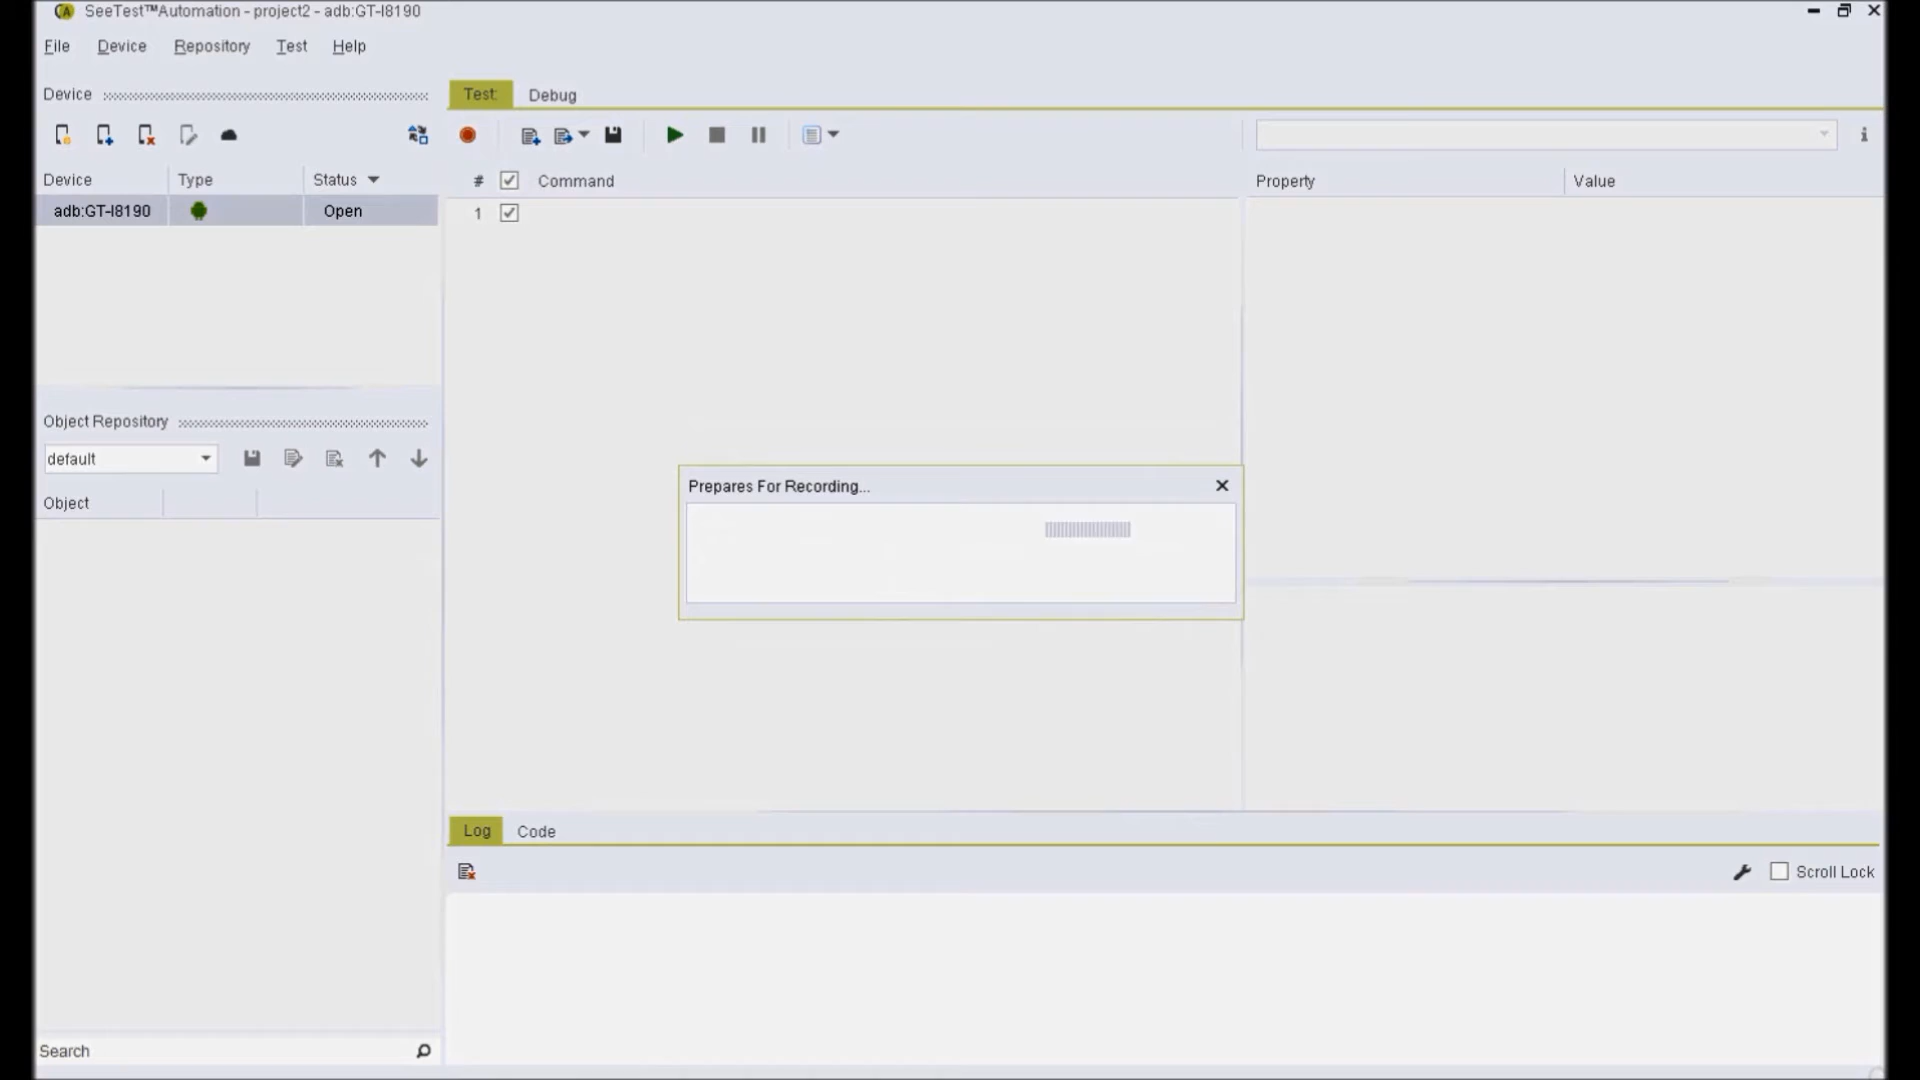 SeeTest™Automation - project2 - adb:GT-I8190
File Device Repository Test Help
Device
Test Debug
Device Type Status
# Command
Property Value
adb:GT-I8190 Open
1
Object Repository
default
Object
Prepares For Recording...
Log Code
Scroll Lock
Search